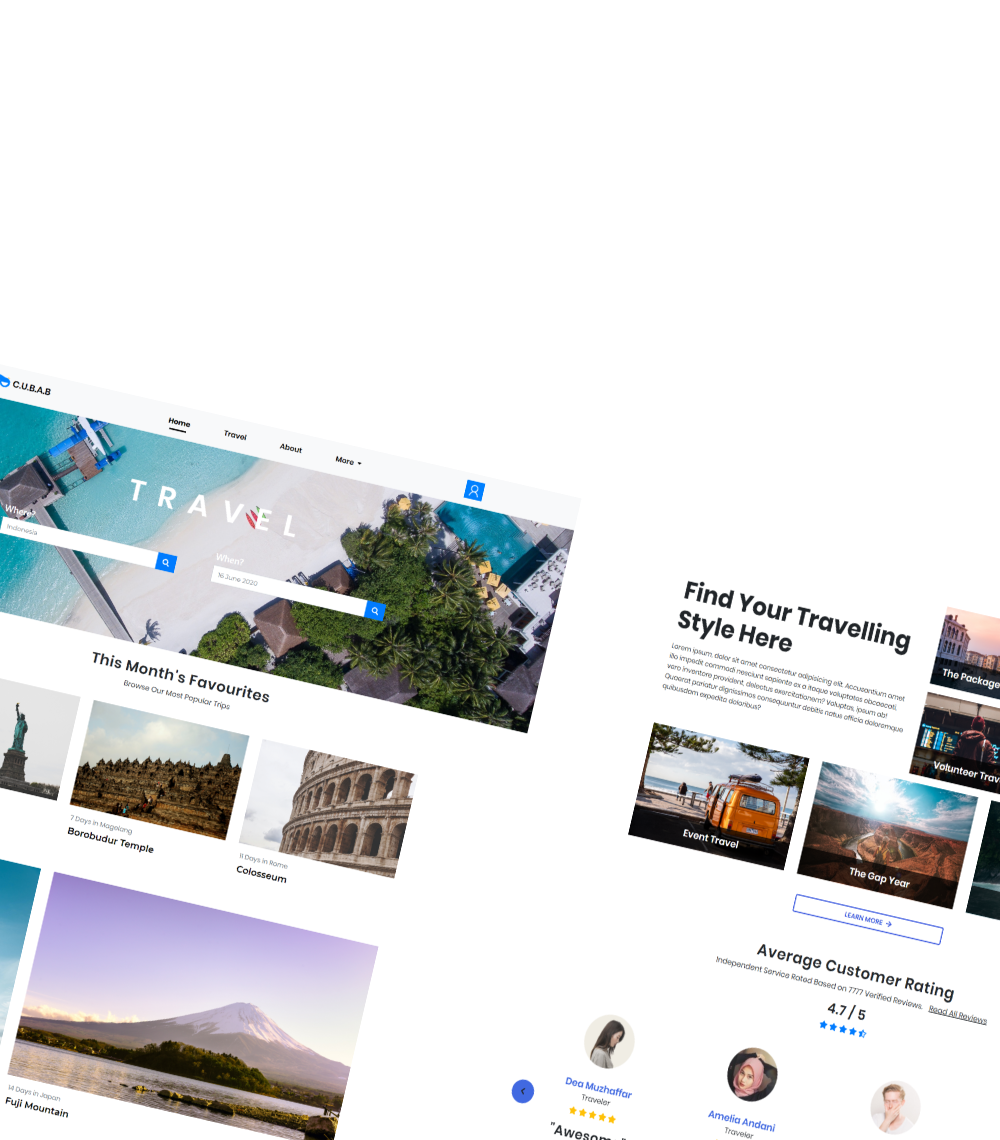 C.U.B.A.B
Home
Travel
About
More
TRAVEL
Where?
Indonesia
When?
16 June 2020
This Month's Favourites
Browse Our Most Popular Trips
7 Days in Magelang
Borobudur Temple
11 Days in Rome
Colosseum
14 Days in Japan
Fuji Mountain
Find Your Travelling
Style Here
Lorem ipsum, dolor sit amet consectetur adipisicing elit. Accusantium amet
illo impedit commodi nesciunt sapiente ex a itaque voluptates obcaecati,
vero inventore provident, delectus exercitationem? Voluptas, ipsum ab!
Quaerat pariatur dignissimos consequuntur debitis natus officia doloremque
quibusdam expedita doloribus?
The Package
Volunteer Trav
Event Travel
The Gap Year
LEARN MORE →
Average Customer Rating
Independent Service Rated Based on 7777 Verified Reviews. Read All Reviews
4.7 / 5
Dea Muzhaffar
Traveler
"Awesom
Amelia Andani
Traveler